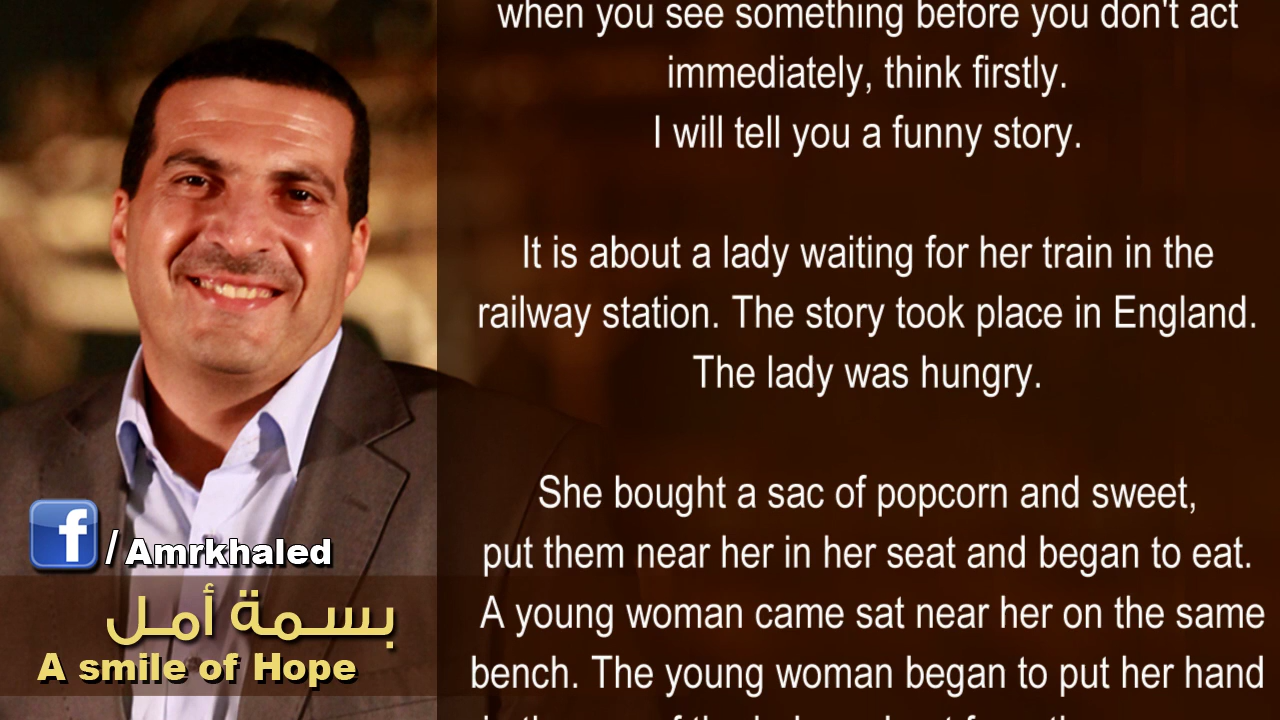 when you see something before you don't act
immediately, think firstly.
I will tell you a funny story.
It is about a lady waiting for her train in the
railway station. The story took place in England.
The lady was hungry.
She bought a sac of popcorn and sweet,
put them near her in her seat and began to eat.
A young woman came sat near her on the same
bench. The young woman began to put her hand
f/Amrkhaled
بسمة أمل
A smile of Hope